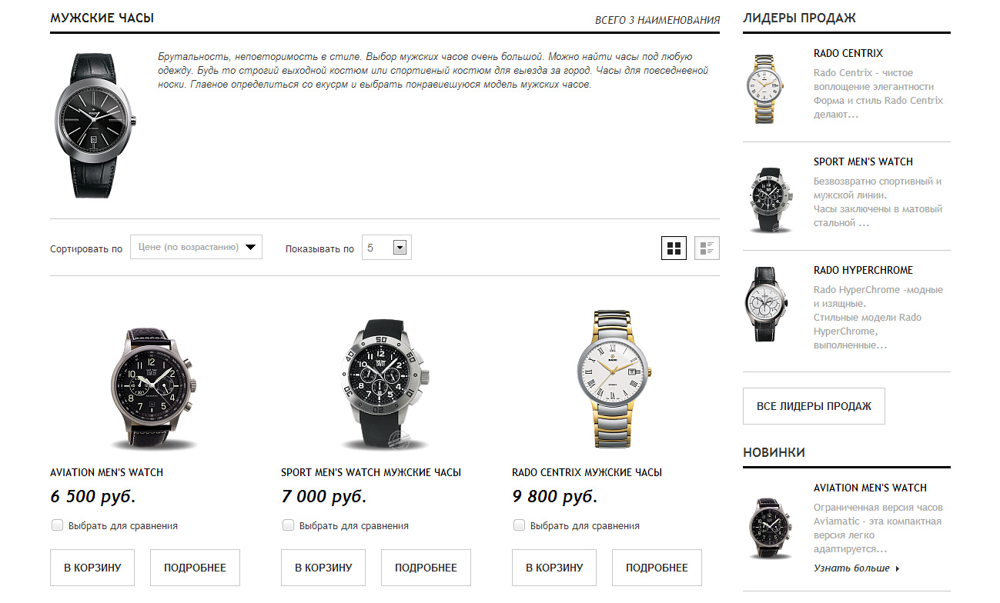 МУЖСКИЕ ЧАСЫ
ВСЕГО 3 НАИМЕНОВАНИЯ
Брутальность, неповторимость в стиле. Выбор мужских часов очень большой. Можно найти часы под любую
одежду. Будь то строгий выходной костюм или спортивный костюм для выезда за город. Часы для повседневной
носки. Главное определиться со вкусрм и выбрать понравившуюся модель мужских часов.
Сортировать по
Цене (по возрастанию)
Показывать по
5
AVIATION MEN'S WATCH
6 500 руб.
Выбрать для сравнения
В КОРЗИНУ
ПОДРОБНЕЕ
SPORT MEN'S WATCH МУЖСКИЕ ЧАСЫ
7 000 руб.
Выбрать для сравнения
В КОРЗИНУ
ПОДРОБНЕЕ
RADO CENTRIX МУЖСКИЕ ЧАСЫ
9 800 руб.
Выбрать для сравнения
В КОРЗИНУ
ПОДРОБНЕЕ
ЛИДЕРЫ ПРОДАЖ
RADO CENTRIX
Rado Centrix - чистое
воплощение элегантности
Форма и стиль Rado Centrix
делают...
SPORT MEN'S WATCH
Безвозвратно спортивный и
мужской линии.
Часы заключены в матовый
стальной ...
RADO HYPERCHROME
Rado HyperChrome -модные
и изящные.
Стильные модели Rado
HyperChrome,
выполненные...
ВСЕ ЛИДЕРЫ ПРОДАЖ
НОВИНКИ
AVIATION MEN'S WATCH
Ограниченная версия часов
Aviamatic - эта компактная
версия легко
адаптируется...
Узнать больше